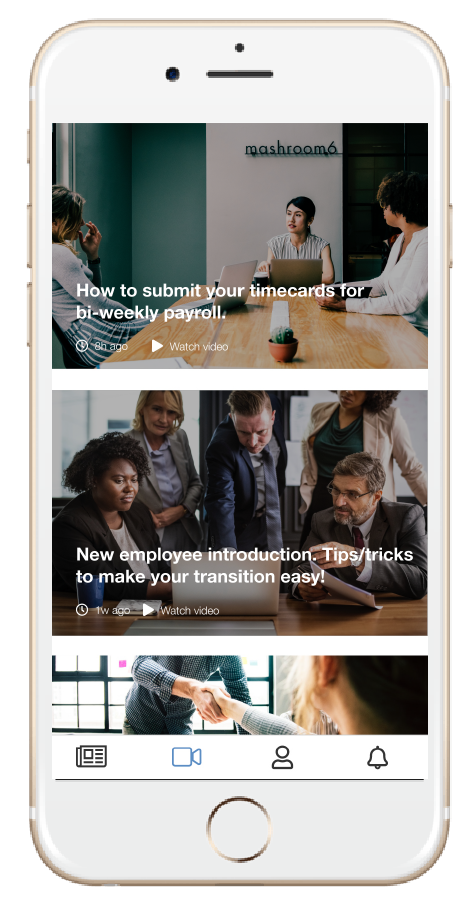 mashroom6
How to submit your timecards for
bi-weekly payroll.
8h ago
Watch video
New employee introduction. Tips/tricks
to make your transition easy!
1w ago
Watch video